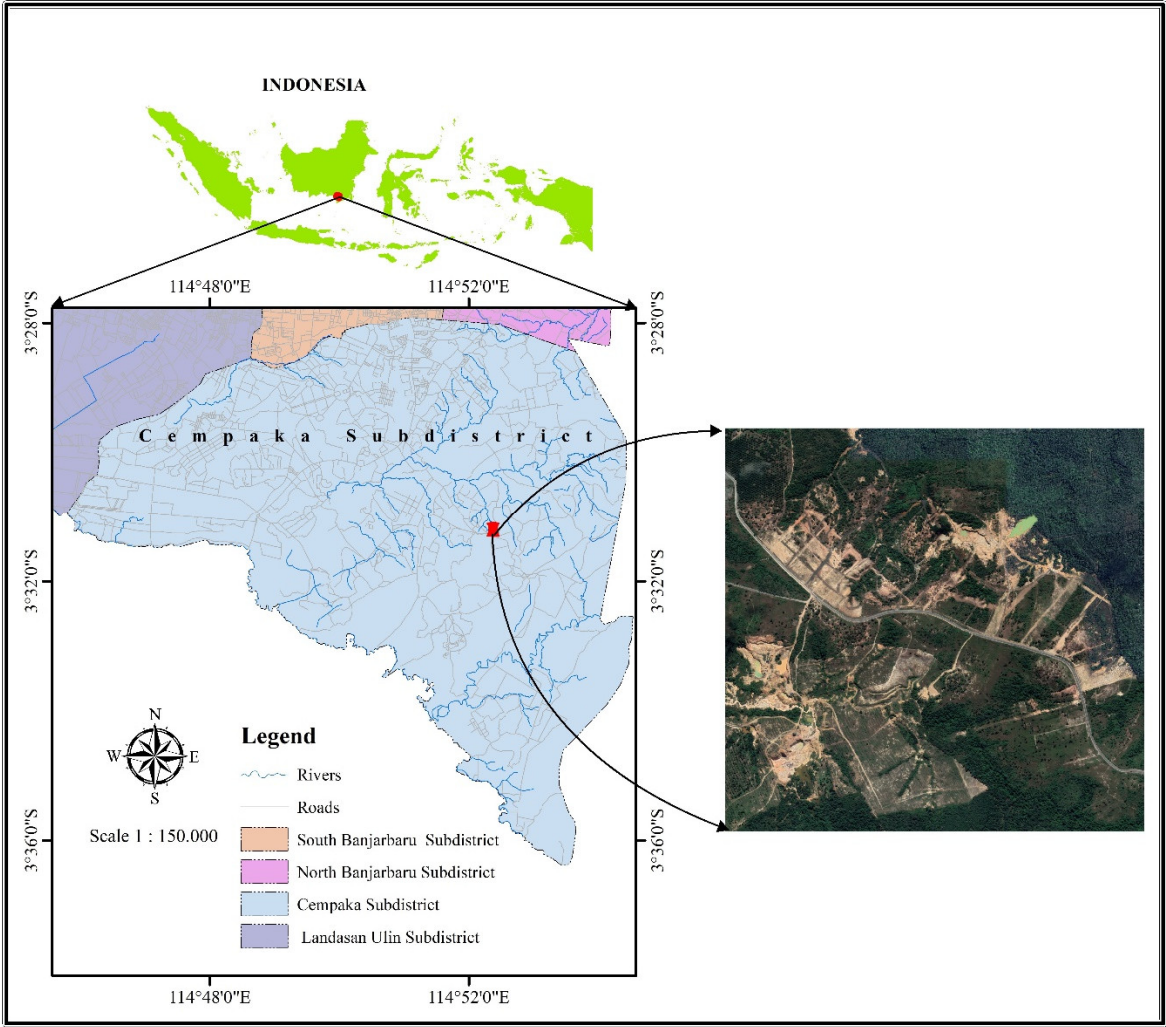 INDONESIA
114°48'0"E 114°52'0"E
3°28'0"S 3°28'0"S
Cempaka Subdistrict
3°32'0"S 3°32'0"S
N
W E
S
Scale 1 : 150.000
Legend
Rivers
Roads
South Banjarbaru Subdistrict
North Banjarbaru Subdistrict
Cempaka Subdistrict
Landasan Ulin Subdistrict
3°36'0"S 3°36'0"S
114°48'0"E 114°52'0"E